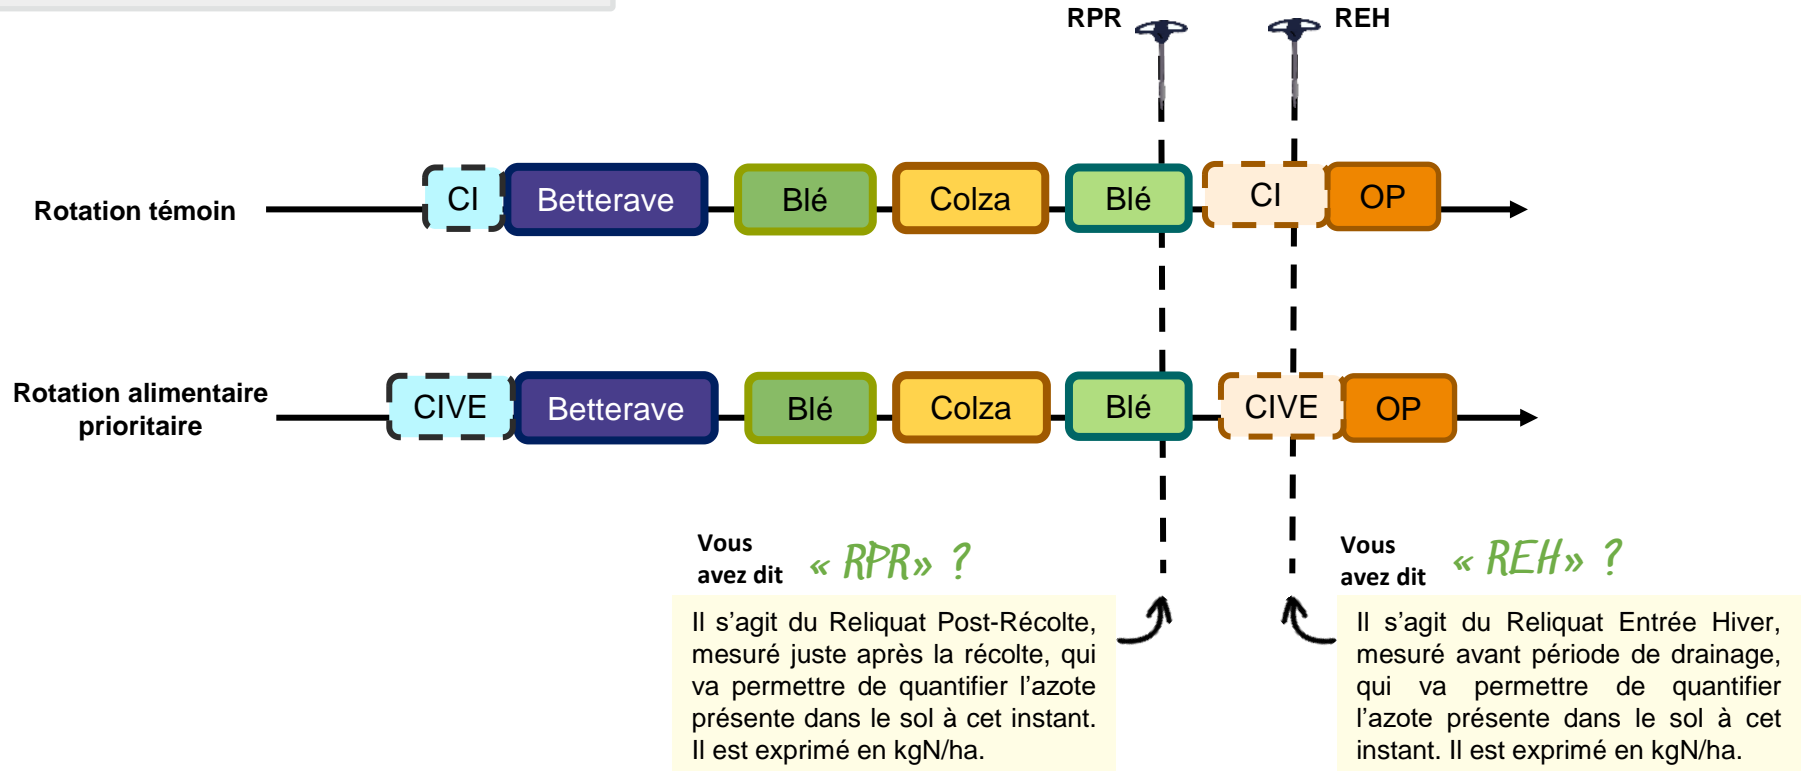 RPR
REH
Rotation témoin
CI
Betterave
Blé
Colza
Blé
CI
OP
Rotation alimentaire
prioritaire
CIVE
Betterave
Blé
Colza
Blé
CIVE
OP
Vous
avez dit « RPR» ?
Il s’agit du Reliquat Post-Récolte,
mesuré juste après la récolte, qui
va permettre de quantifier l’azote
présente dans le sol à cet instant.
Il est exprimé en kgN/ha.
Vous
avez dit « REH» ?
Il s’agit du Reliquat Entrée Hiver,
mesuré avant période de drainage,
qui va permettre de quantifier
l’azote présente dans le sol à cet
instant. Il est exprimé en kgN/ha.